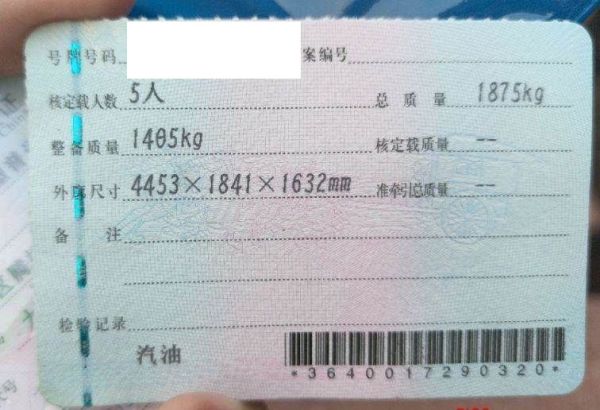 号牌号码 案编号
核定载人数 5人 总质量 1875kg
整备质量 1405kg 核定载质量 --
外廓尺寸 4453×1841×1632mm 准牵引总质量 --
备注
检验记录
汽油
*3640017290320*